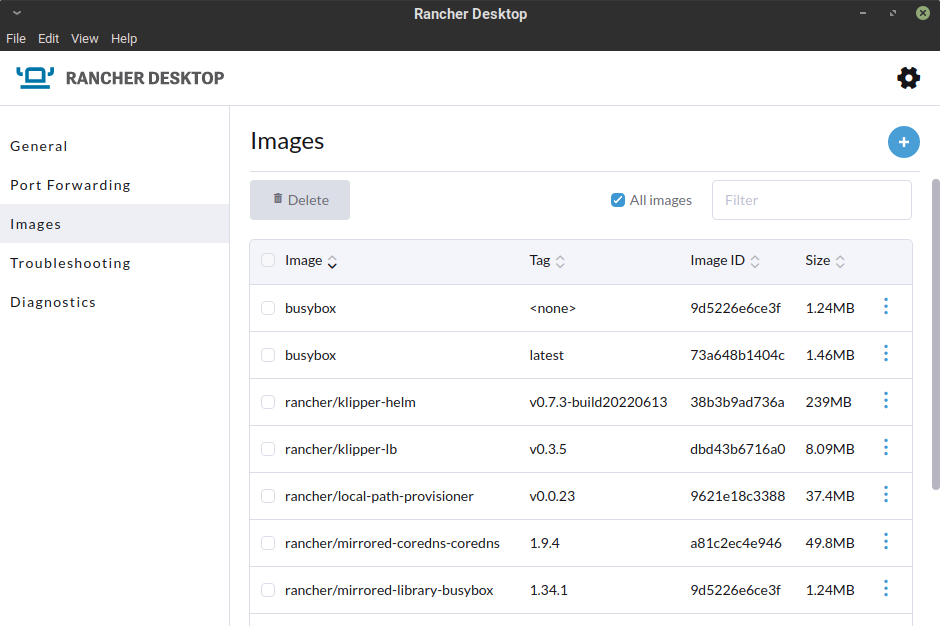 Rancher Desktop
File Edit View Help
RANCHER DESKTOP
General
Port Forwarding
Images
Troubleshooting
Diagnostics
Images
Delete All images Filter
Image Tag Image ID Size
busybox <none> 9d5226e6ce3f 1.24MB
busybox latest 73a648b1404c 1.46MB
rancher/klipper-helm v0.7.3-build20220613 38b3b9ad736a 239MB
rancher/klipper-lb v0.3.5 dbd43b6716a0 8.09MB
rancher/local-path-provisioner v0.0.23 9621e18c3388 37.4MB
rancher/mirrored-coredns-coredns 1.9.4 a81c2ec4e946 49.8MB
rancher/mirrored-library-busybox 1.34.1 9d5226e6ce3f 1.24MB